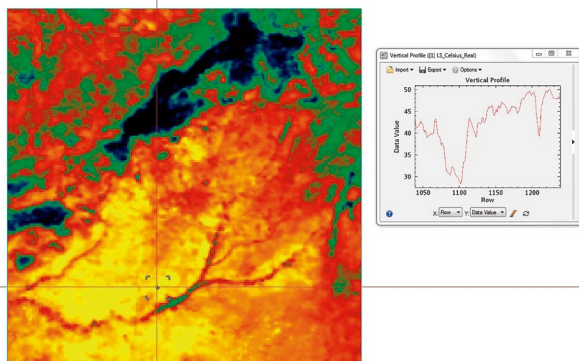 Vertical Profile ([1] LS_Celsius_Real)
Import Export Options
Vertical Profile
50
45
40
35
30
Data Value
1050 1100 1150 1200
Row
X: Row Y: Data Value